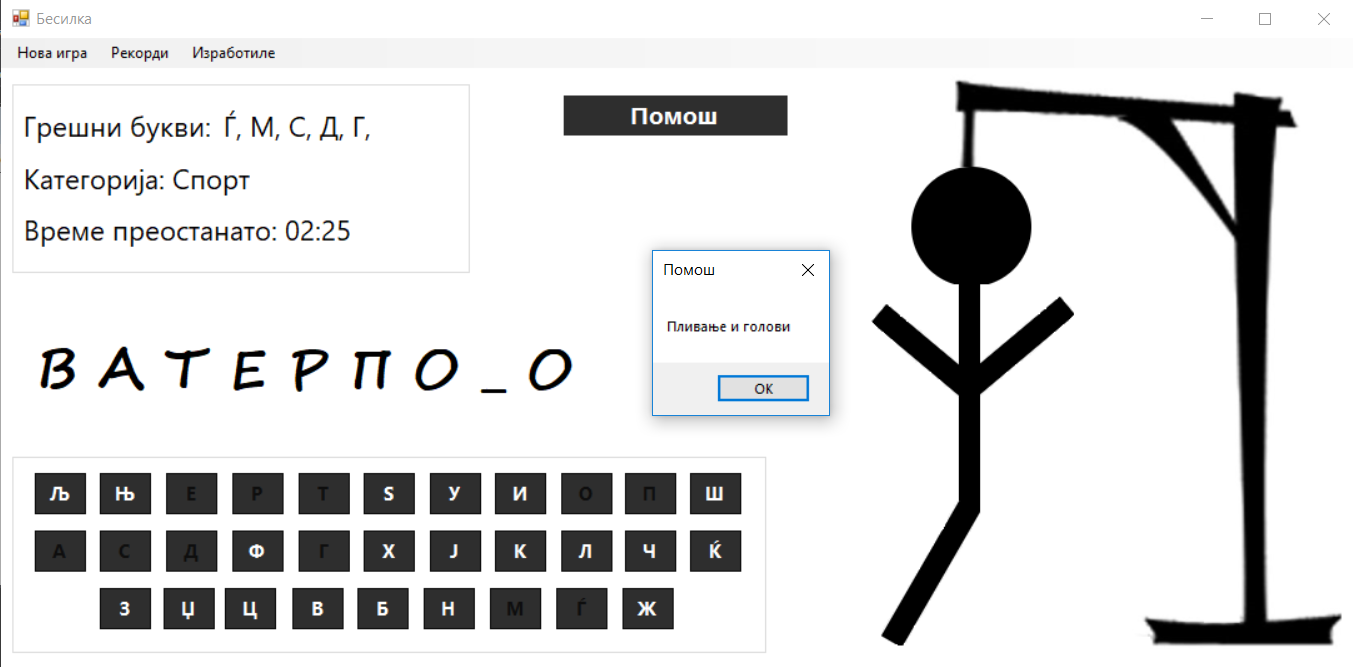 Бесилка
Нова игра Рекорди Изработиле
Грешни букви: Ѓ, М, С, Д, Г,
Категорија: Спорт
Време преостанато: 02:25
Помош
Помош
Пливање и голови
OK
В А Т Е Р П О _ О
Љ Њ Е Р Т Ѕ У И О П Ш
А С Д Ф Г Х Ј К Л Ч Ќ
З Џ Ц В Б Н М Ѓ Ж